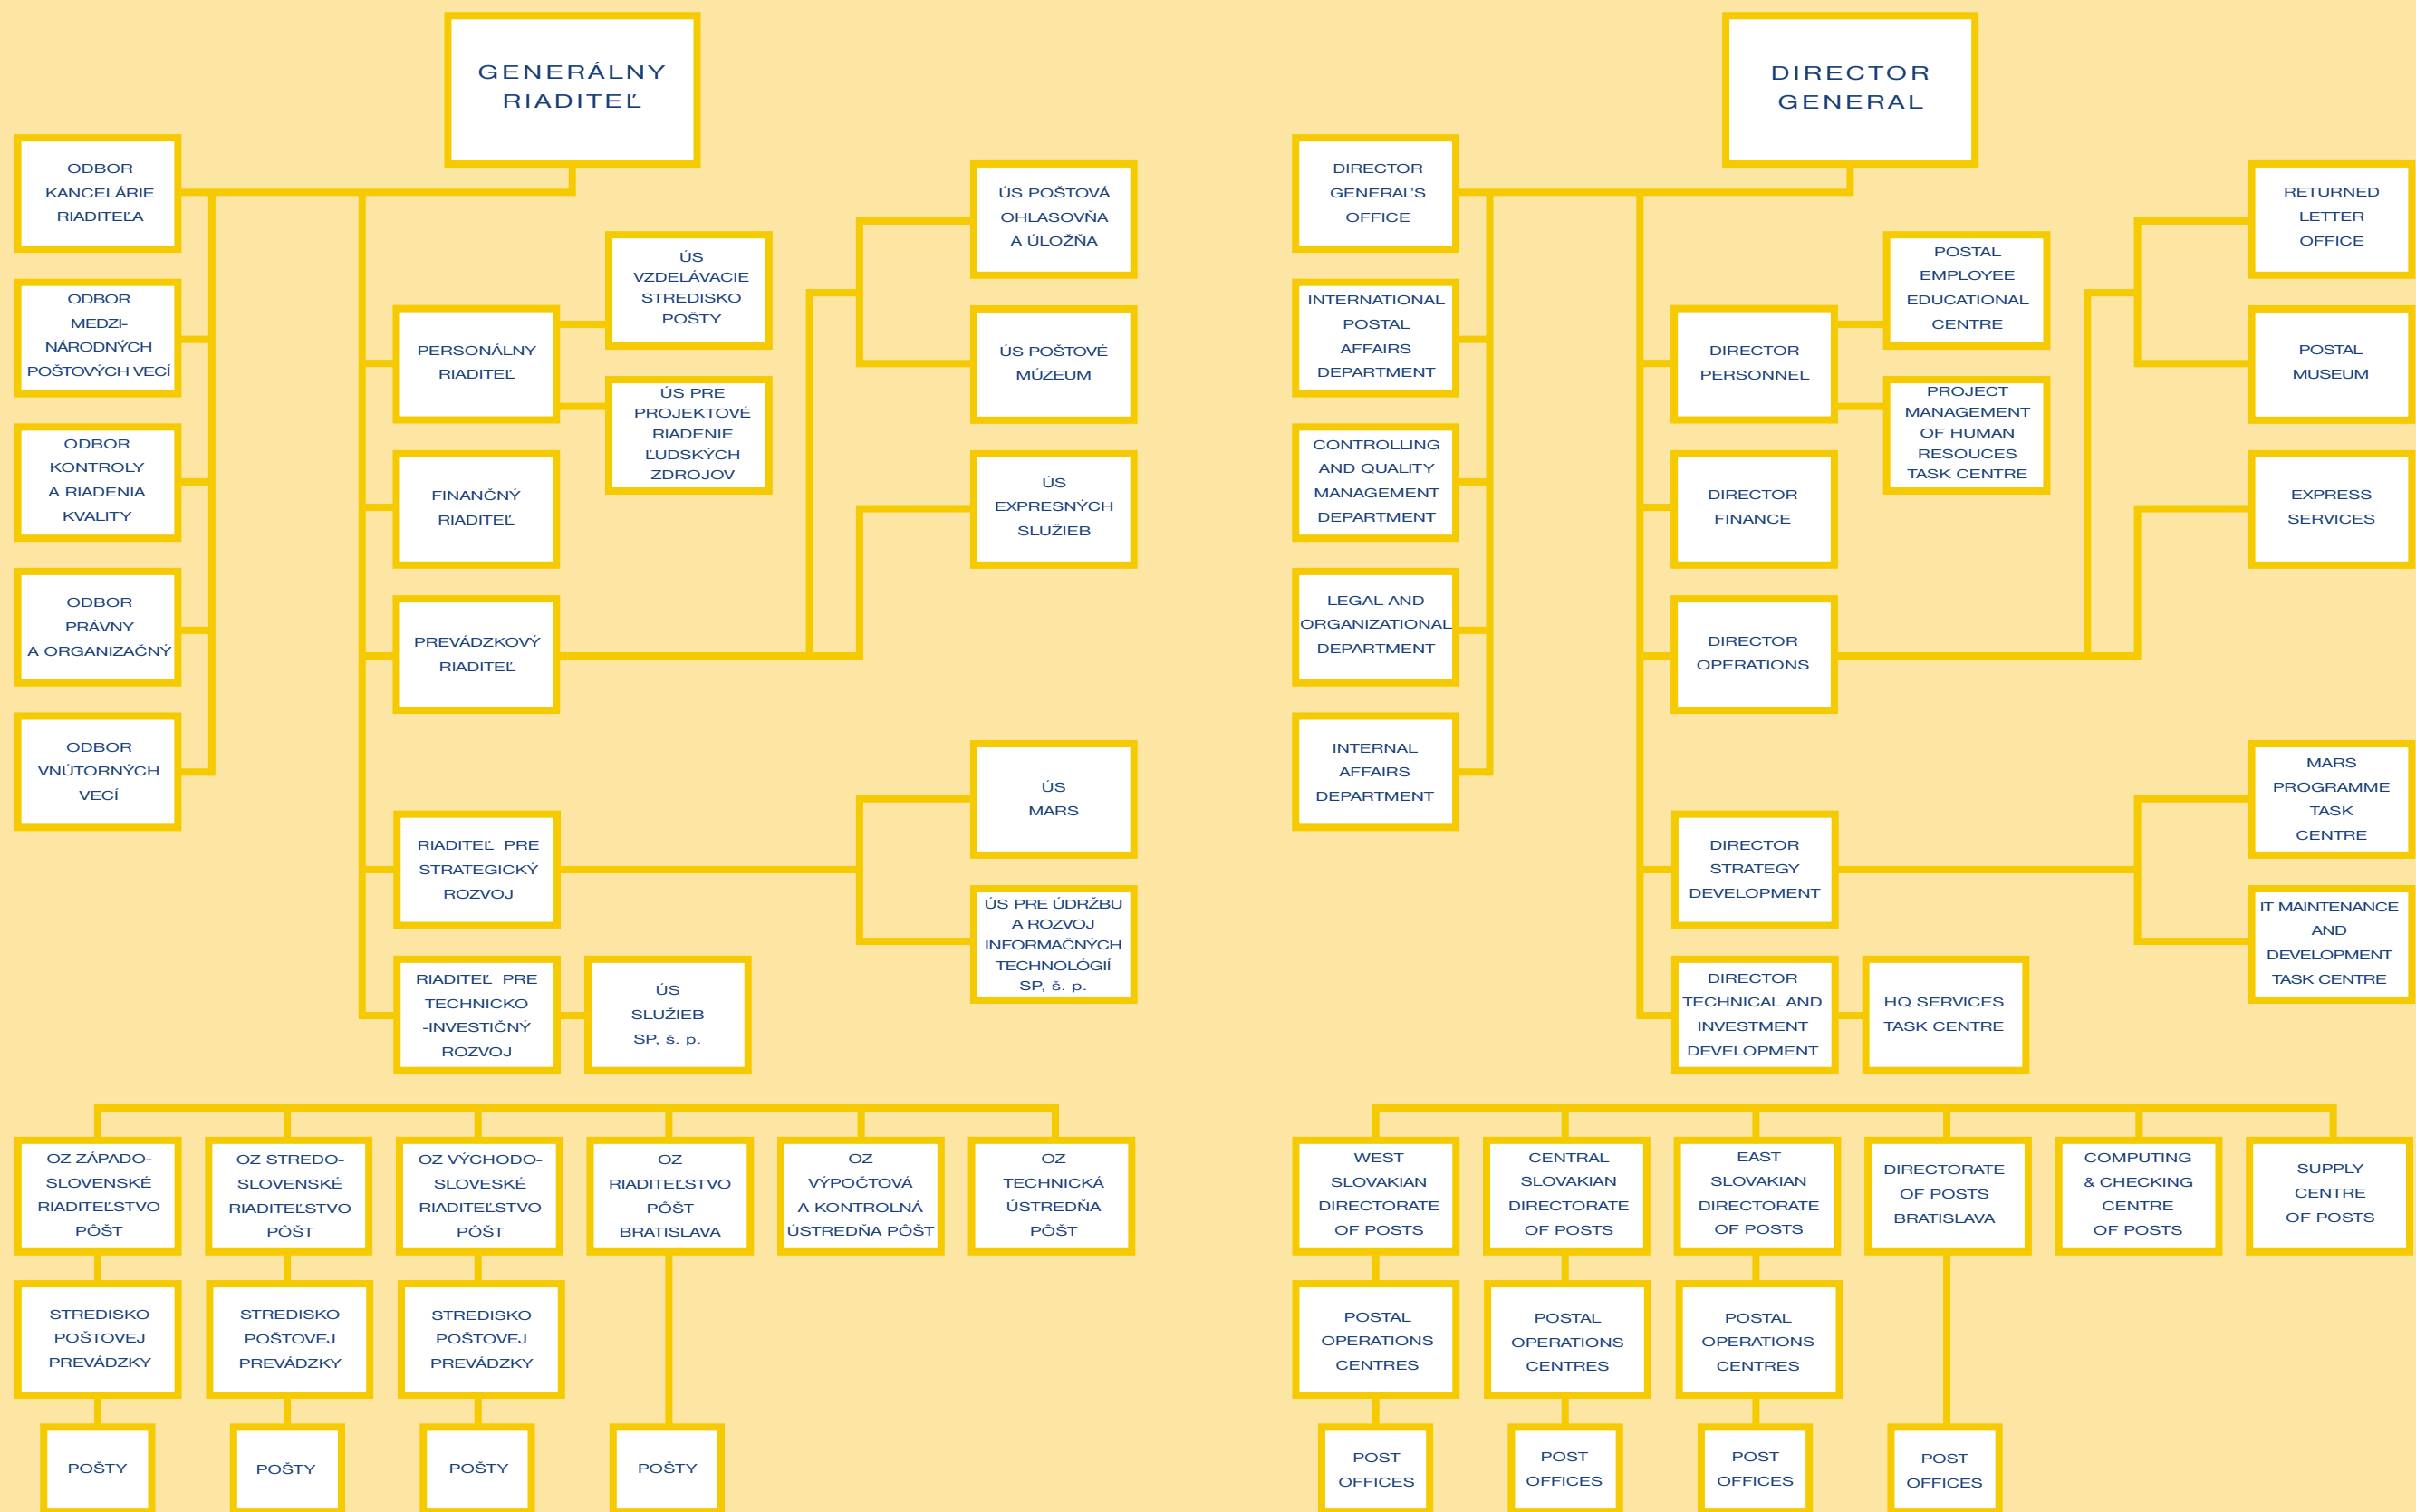 GENERÁLNY
RIADITEĽ
ODBOR
KANCELÁRIE
RIADITEĽA
ODBOR
MEDZI-
NÁRODNÝCH
POŠTOVÝCH VECÍ
ODBOR
KONTROLY
A RIADENIA
KVALITY
ODBOR
PRÁVNY
A ORGANIZAČNÝ
ODBOR
VNÚTORNÝCH
VECÍ
PERSONÁLNY
RIADITEĽ
ÚS
VZDELÁVACIE
STREDISKO
POŠTY
ÚS PRE
PROJEKTOVÉ
RIADENIE
ĽUDSKÝCH
ZDROJOV
FINANČNÝ
RIADITEĽ
PREVÁDZKOVÝ
RIADITEĽ
ÚS POŠTOVÁ
OHLASOVŇA
A ÚLOŽŇA
ÚS POŠTOVÉ
MÚZEUM
ÚS
EXPRESNÝCH
SLUŽIEB
RIADITEĽ PRE
STRATEGICKÝ
ROZVOJ
ÚS
MARS
ÚS PRE ÚDRŽBU
A ROZVOJ
INFORMAČNÝCH
TECHNOLÓGIÍ
SP, š. p.
RIADITEĽ PRE
TECHNICKO
-INVESTIČNÝ
ROZVOJ
ÚS
SLUŽIEB
SP, š. p.
OZ ZÁPADO-
SLOVENSKÉ
RIADITEĽSTVO
PÔŠT
OZ STREDO-
SLOVENSKÉ
RIADITEĽSTVO
PÔŠT
OZ VÝCHODO-
SLOVESKÉ
RIADITEĽSTVO
PÔŠT
OZ
RIADITEĽSTVO
PÔŠT
BRATISLAVA
OZ
VÝPOČTOVÁ
A KONTROLNÁ
ÚSTREDŇA PÔŠT
OZ
TECHNICKÁ
ÚSTREDŇA
PÔŠT
STREDISKO
POŠTOVEJ
PREVÁDZKY
STREDISKO
POŠTOVEJ
PREVÁDZKY
STREDISKO
POŠTOVEJ
PREVÁDZKY
POŠTY
POŠTY
POŠTY
POŠTY
DIRECTOR
GENERAL
DIRECTOR
GENERAL'S
OFFICE
INTERNATIONAL
POSTAL
AFFAIRS
DEPARTMENT
CONTROLLING
AND QUALITY
MANAGEMENT
DEPARTMENT
LEGAL AND
ORGANIZATIONAL
DEPARTMENT
INTERNAL
AFFAIRS
DEPARTMENT
DIRECTOR
PERSONNEL
POSTAL
EMPLOYEE
EDUCATIONAL
CENTRE
PROJECT
MANAGEMENT
OF HUMAN
RESOUCES
TASK CENTRE
DIRECTOR
FINANCE
DIRECTOR
OPERATIONS
RETURNED
LETTER
OFFICE
POSTAL
MUSEUM
EXPRESS
SERVICES
DIRECTOR
STRATEGY
DEVELOPMENT
MARS
PROGRAMME
TASK
CENTRE
IT MAINTENANCE
AND
DEVELOPMENT
TASK CENTRE
DIRECTOR
TECHNICAL AND
INVESTMENT
DEVELOPMENT
HQ SERVICES
TASK CENTRE
WEST
SLOVAKIAN
DIRECTORATE
OF POSTS
CENTRAL
SLOVAKIAN
DIRECTORATE
OF POSTS
EAST
SLOVAKIAN
DIRECTORATE
OF POSTS
DIRECTORATE
OF POSTS
BRATISLAVA
COMPUTING
& CHECKING
CENTRE
OF POSTS
SUPPLY
CENTRE
OF POSTS
POSTAL
OPERATIONS
CENTRES
POSTAL
OPERATIONS
CENTRES
POSTAL
OPERATIONS
CENTRES
POST
OFFICES
POST
OFFICES
POST
OFFICES
POST
OFFICES